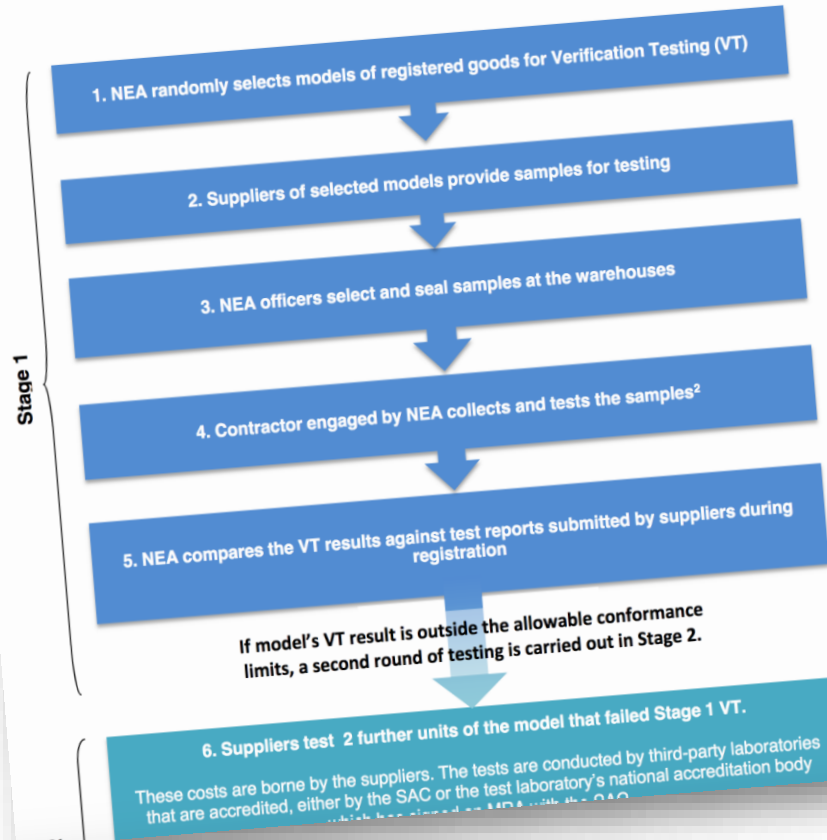 Stage 1
1. NEA randomly selects models of registered goods for Verification Testing (VT)
2. Suppliers of selected models provide samples for testing
3. NEA officers select and seal samples at the warehouses
4. Contractor engaged by NEA collects and tests the samples²
5. NEA compares the VT results against test reports submitted by suppliers during
registration
If model's VT result is outside the allowable conformance
limits, a second round of testing is carried out in Stage 2.
6. Suppliers test 2 further units of the model that failed Stage 1 VT.
These costs are borne by the suppliers. The tests are conducted by third-party laboratories
that are accredited, either by the SAC or the test laboratory's national accreditation body